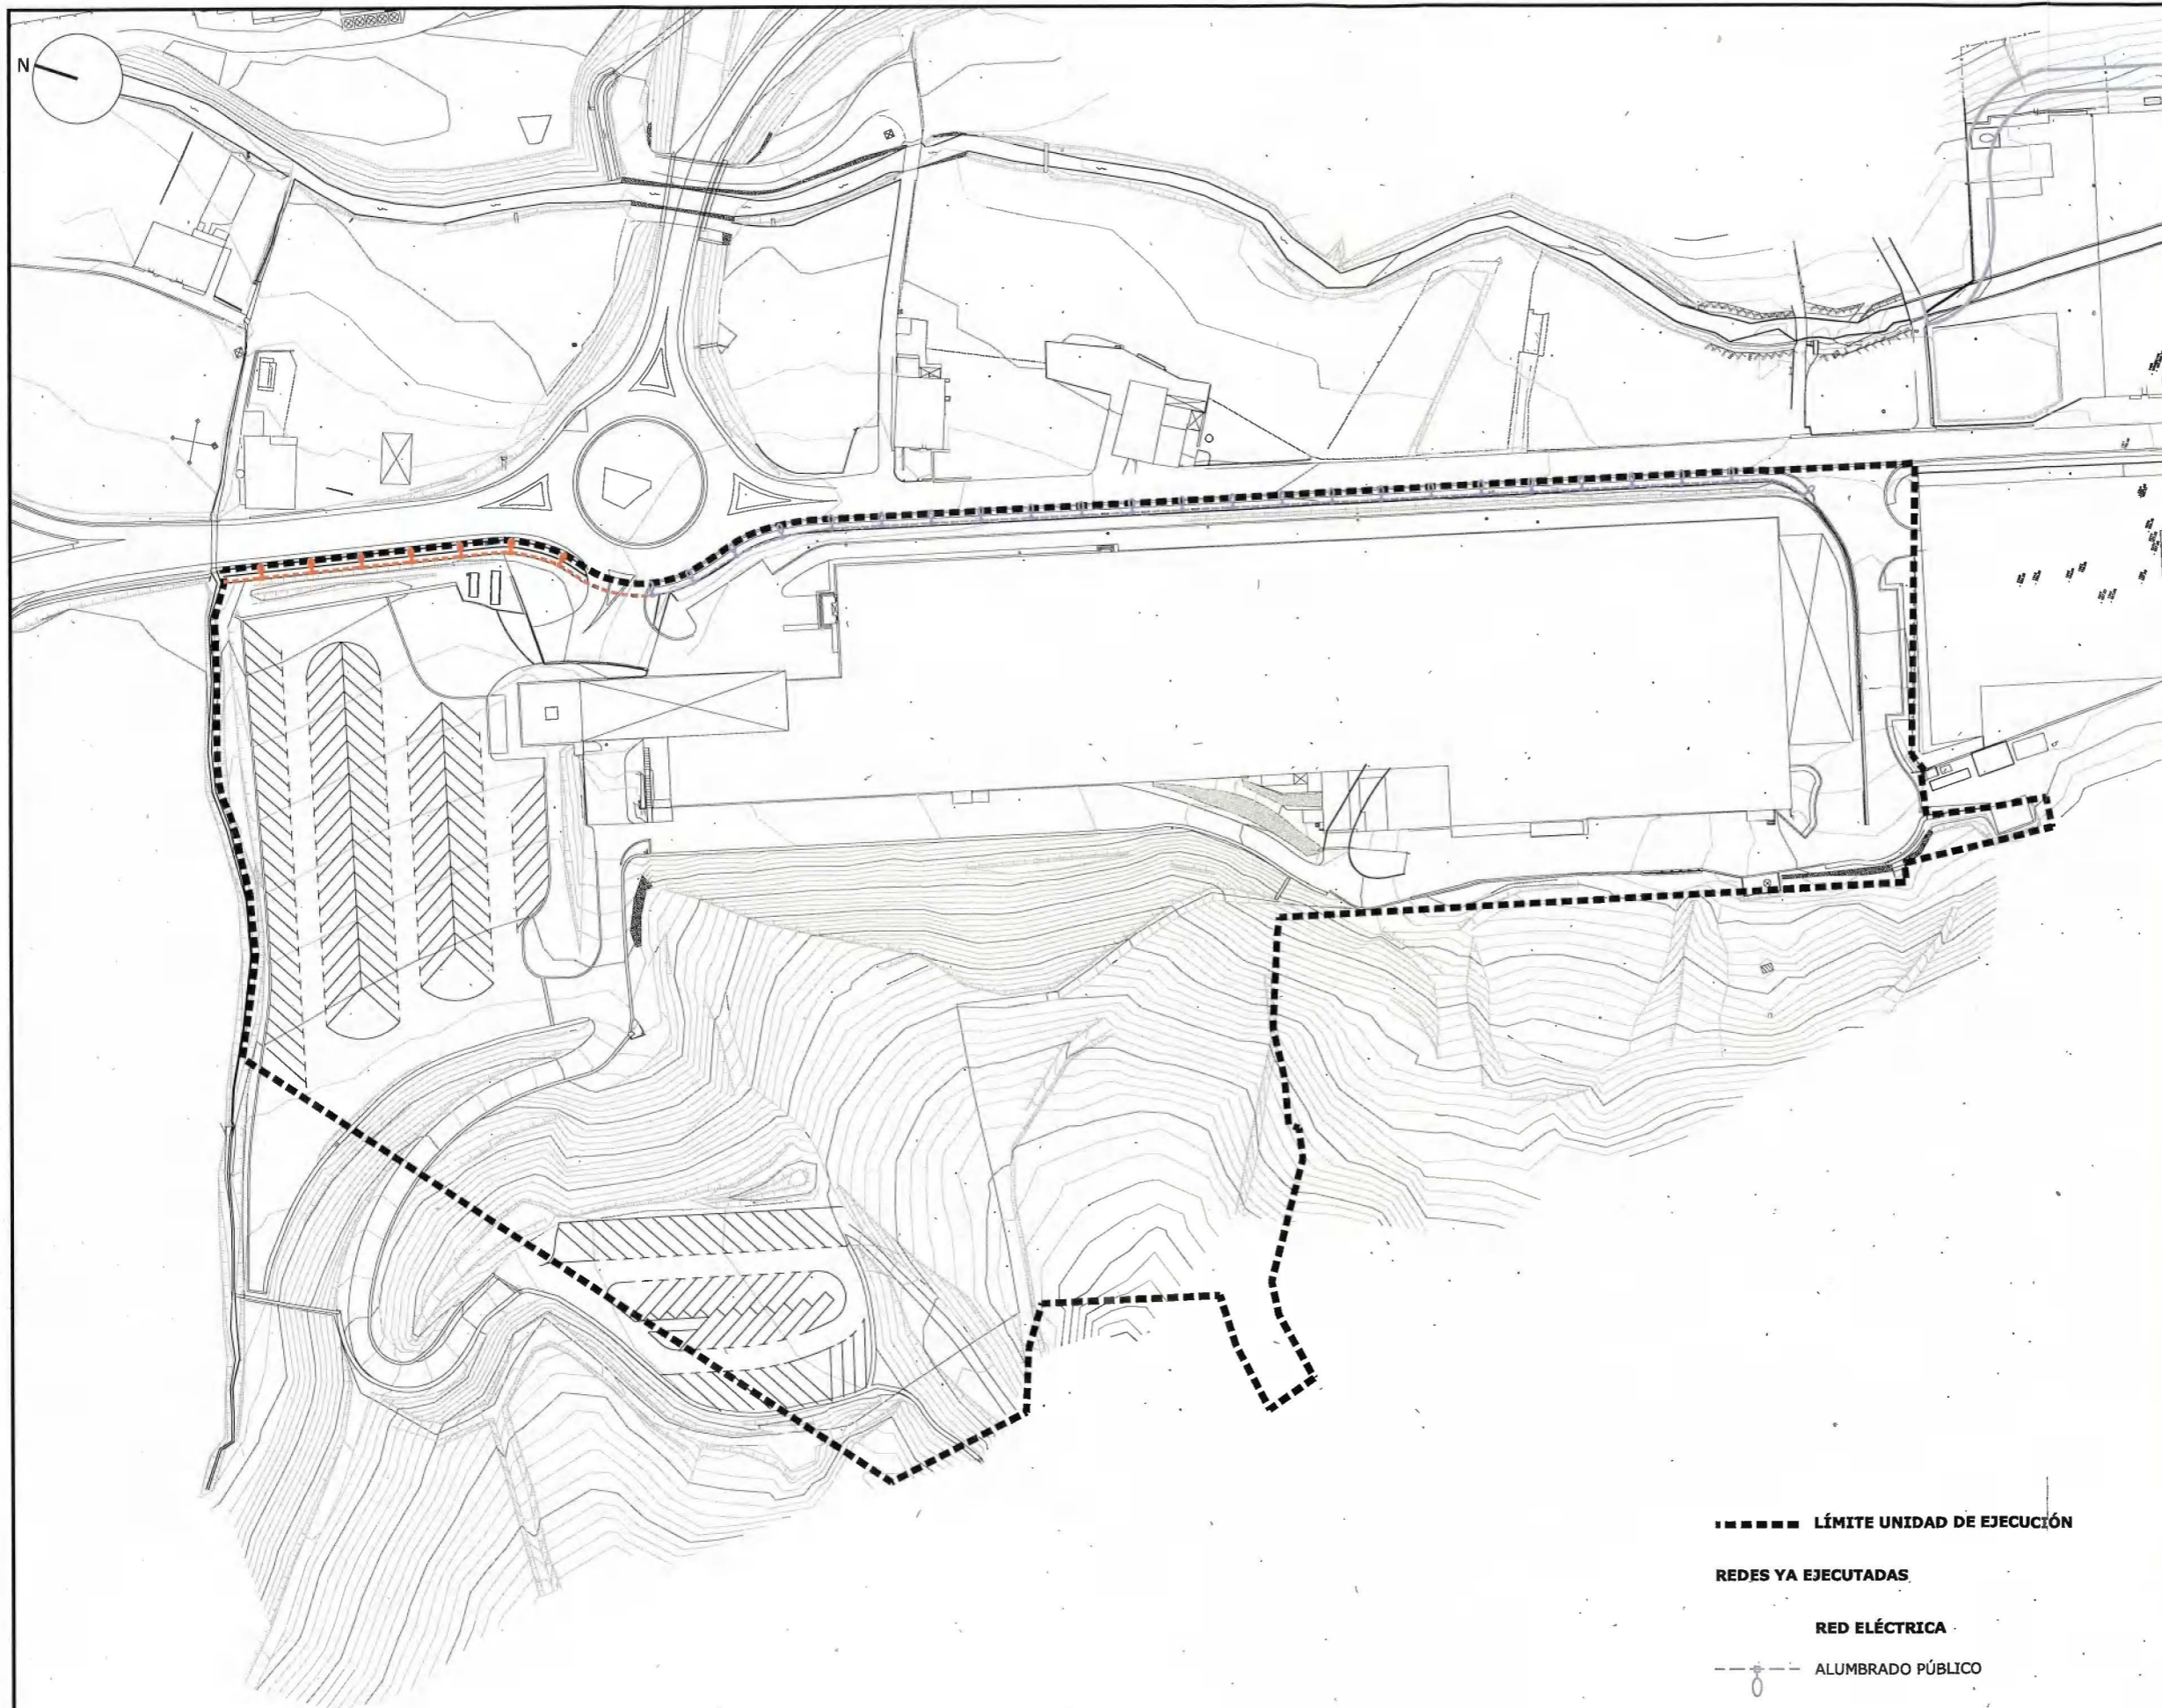 N
LÍMITE UNIDAD DE EJECUCIÓN
REDES YA EJECUTADAS
RED ELÉCTRICA
ALUMBRADO PÚBLICO